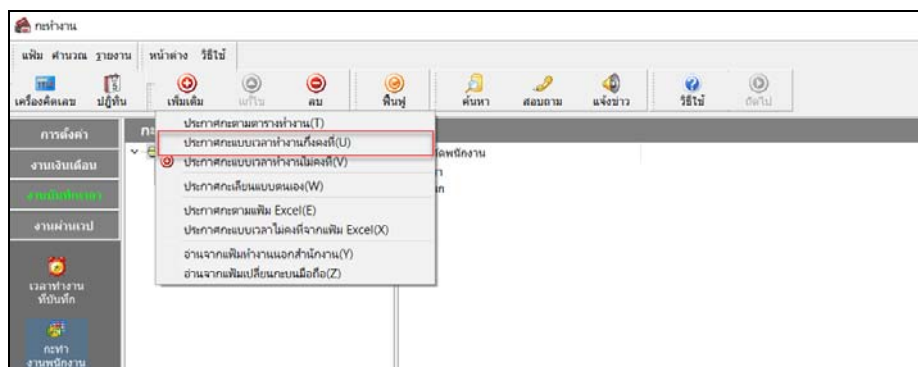 กะทำงาน
แฟ้ม คำนวณ รายงาน หน้าต่าง วิธีใช้
เครื่องคิดเลข ปฏิทิน เพิ่มเติม แก้ไข ลบ ฟื้นฟู ค้นหา สอบถาม แจ้งข่าว วิธีใช้ ถัดไป
การตั้งค่า
งานเงินเดือน
งานบันทึกเวลา
งานผ่านเวป
เวลาทำงาน
ที่บันทึก
กะทำ
งานพนักงาน
ประกาศกะตามตารางทำงาน(T)
ประกาศกะแบบเวลาทำงานกึ่งคงที่(U)
ประกาศกะแบบเวลาทำงานไม่คงที่(V)
ประกาศกะเลียนแบบตนเอง(W)
ประกาศกะตามแฟ้ม Excel(E)
ประกาศกะแบบเวลาไม่คงที่จากแฟ้ม Excel(X)
อ่านจากแฟ้มทำงานนอกสำนักงาน(Y)
อ่านจากแฟ้มเปลี่ยนกะบนมือถือ(Z)